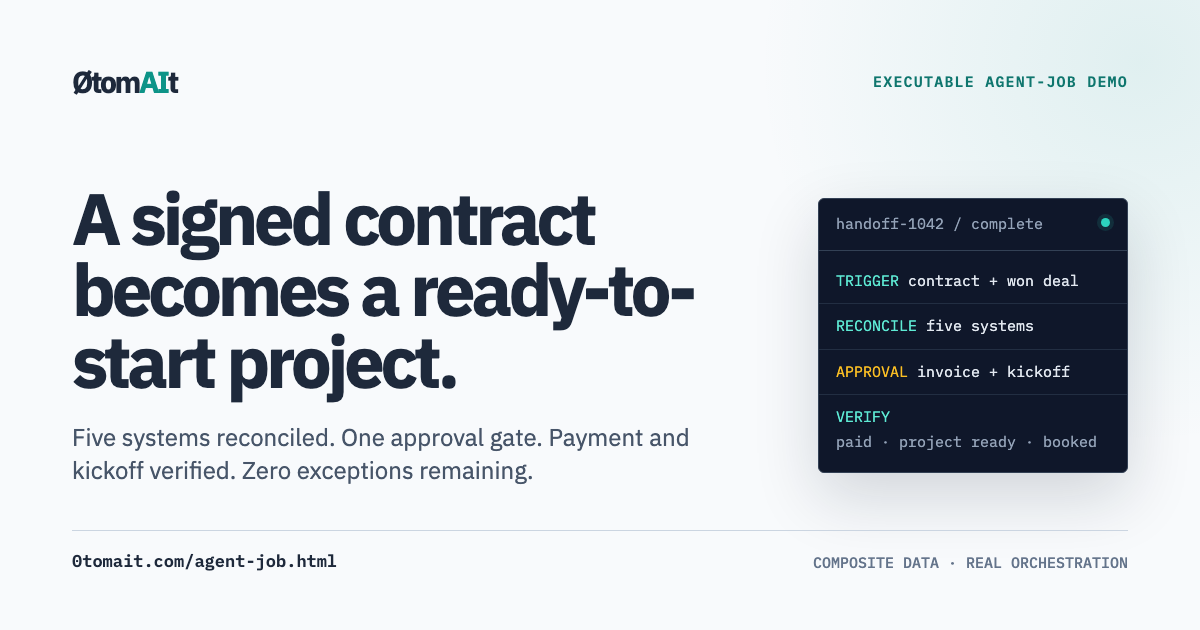 ØtomAIt
EXECUTABLE AGENT-JOB DEMO
A signed contract
becomes a ready-to-
start project.
Five systems reconciled. One approval gate. Payment and
kickoff verified. Zero exceptions remaining.
handoff-1042 / complete
TRIGGER contract + won deal
RECONCILE five systems
APPROVAL invoice + kickoff
VERIFY
paid · project ready · booked
0tomait.com/agent-job.html
COMPOSITE DATA · REAL ORCHESTRATION